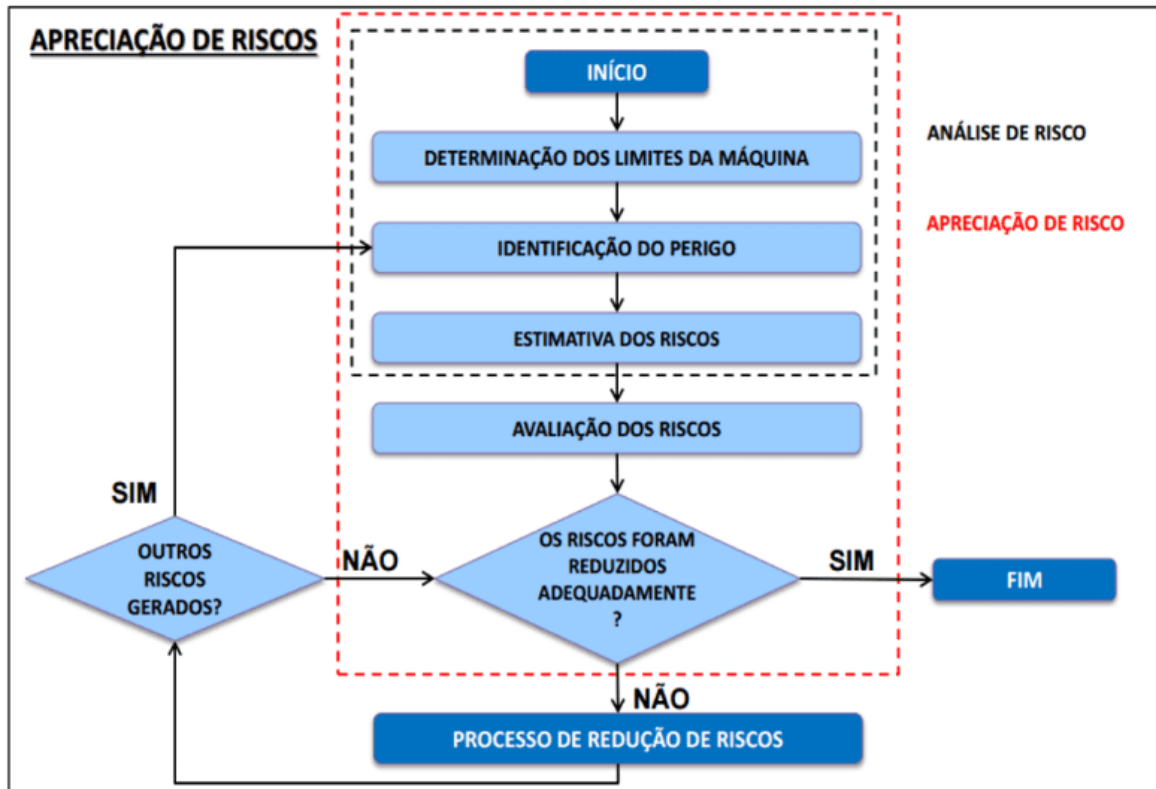 APRECIAÇÃO DE RISCOS
INÍCIO
ANÁLISE DE RISCO
DETERMINAÇÃO DOS LIMITES DA MÁQUINA
APRECIAÇÃO DE RISCO
IDENTIFICAÇÃO DO PERIGO
ESTIMATIVA DOS RISCOS
AVALIAÇÃO DOS RISCOS
SIM
OUTROS
RISCOS
GERADOS?
NÃO
OS RISCOS FORAM
REDUZIDOS
ADEQUADAMENTE
?
SIM
FIM
NÃO
PROCESSO DE REDUÇÃO DE RISCOS